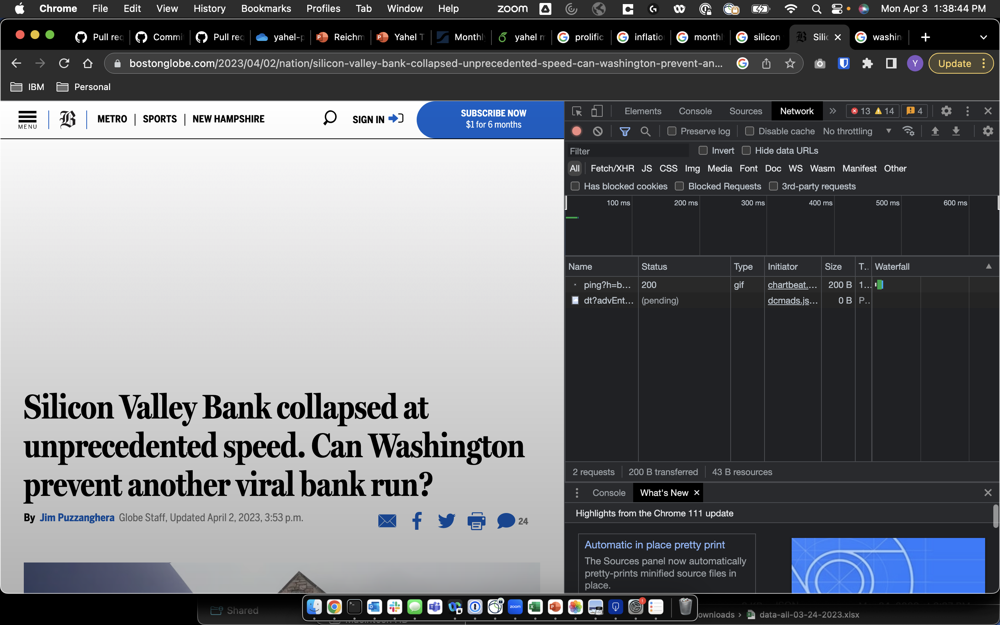 Chrome File Edit View History Bookmarks Profiles Tab Window Help zoom Mon Apr 3 1:38:44 PM
Pull req Commi Pull req yahel-p Reichm Yahel T Monthl yahel m prolific inflatio monthl silicon Silic washin
bostonglobe.com/2023/04/02/nation/silicon-valley-bank-collapsed-unprecedented-speed-can-washington-prevent-an... Y Update
IBM Personal
MENU B METRO SPORTS NEW HAMPSHIRE SIGN IN SUBSCRIBE NOW
$1 for 6 months
Silicon Valley Bank collapsed at
unprecedented speed. Can Washington
prevent another viral bank run?
By Jim Puzzanghera Globe Staff, Updated April 2, 2023, 3:53 p.m. 24
Elements Console Sources Network 13 14 4
Preserve log Disable cache No throttling
Filter Invert Hide data URLs
All Fetch/XHR JS CSS Img Media Font Doc WS Wasm Manifest Other
Has blocked cookies Blocked Requests 3rd-party requests
100 ms 200 ms 300 ms 400 ms 500 ms 600 ms
Name Status Type Initiator Size T.. Waterfall
ping?h=b... 200 gif chartbeat.... 200 B 1...
dt?advEnt... (pending) dcmads.js... 0 B P...
2 requests 200 B transferred 43 B resources
Console What's New
Highlights from the Chrome 111 update
Automatic in place pretty print
The Sources panel now automatically
pretty-prints minified source files in
place.
Shared zoom 1 ownloads › data-all-03-24-2023.xlsx